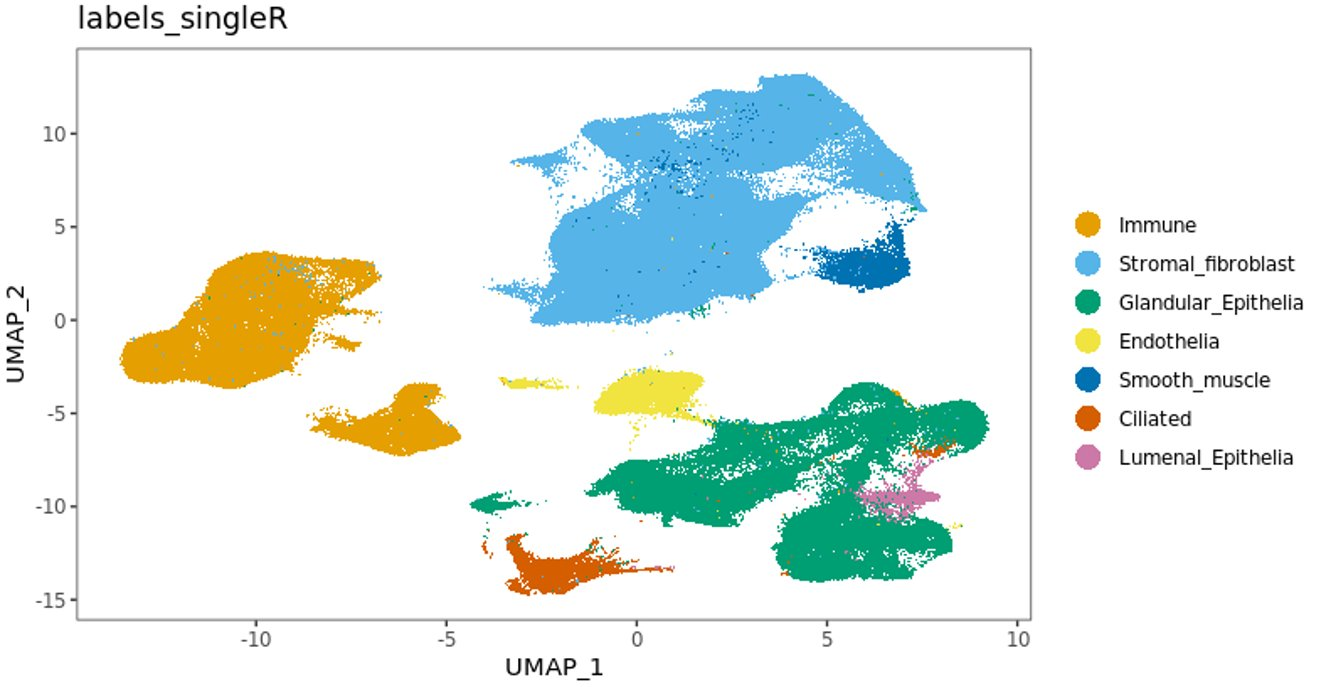 labels_singleR
10
5
0
-5
-10
-15
UMAP_2
-10
-5
0
5
10
UMAP_1
Immune
Stromal_fibroblast
Glandular_Epithelia
Endothelia
Smooth_muscle
Ciliated
Lumenal_Epithelia